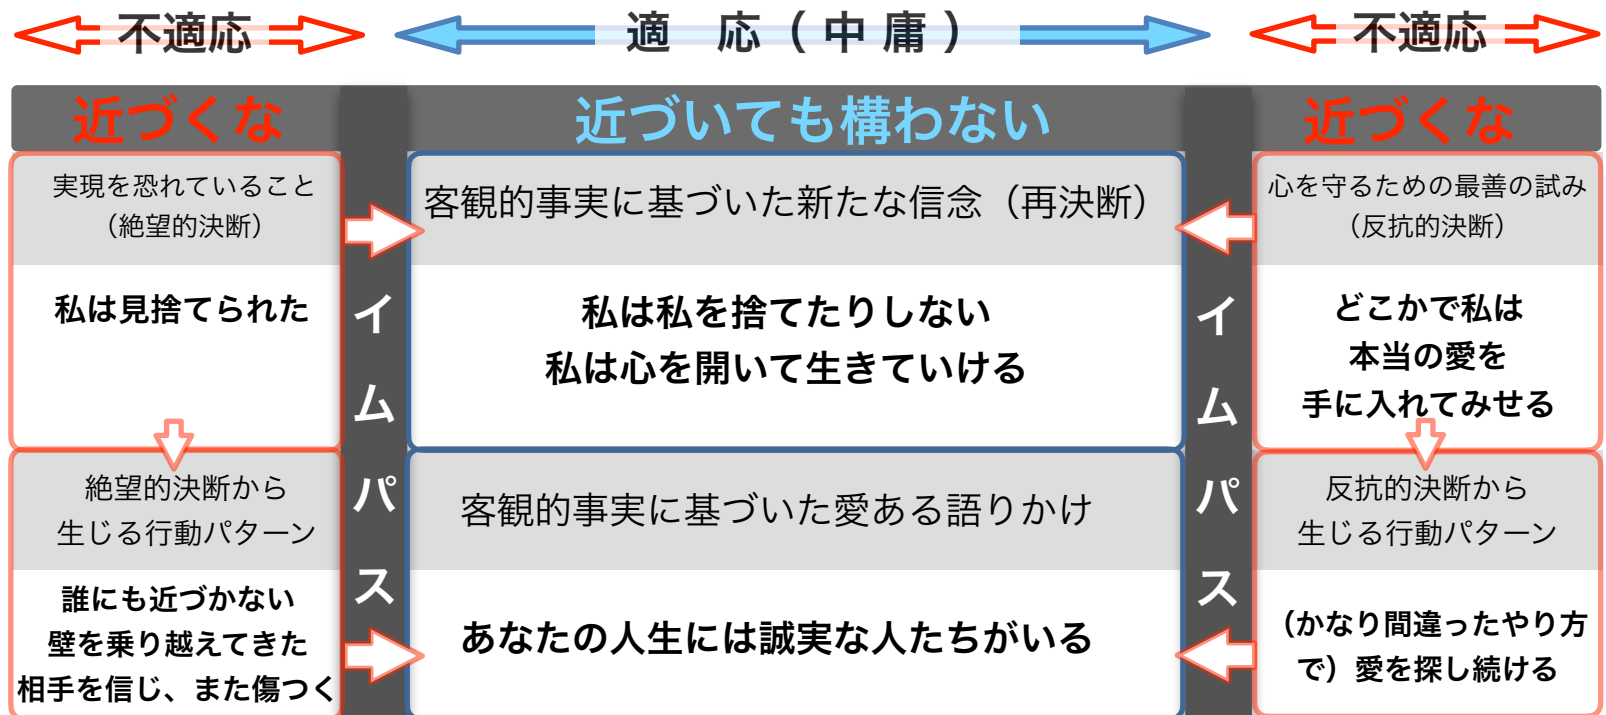 不適応
適 応（中庸）
不適応
近づくな
近づいても構わない
近づくな
実現を恐れていること
（絶望的決断）
私は見捨てられた
イムパス
客観的事実に基づいた新たな信念（再決断）
私は私を捨てたりしない
私は心を開いて生きていける
イムパス
心を守るための最善の試み
（反抗的決断）
どこかで私は
本当の愛を
手に入れてみせる
絶望的決断から
生じる行動パターン
誰にも近づかない
壁を乗り越えてきた
相手を信じ、また傷つく
客観的事実に基づいた愛ある語りかけ
あなたの人生には誠実な人たちがいる
反抗的決断から
生じる行動パターン
（かなり間違ったやり方
で）愛を探し続ける